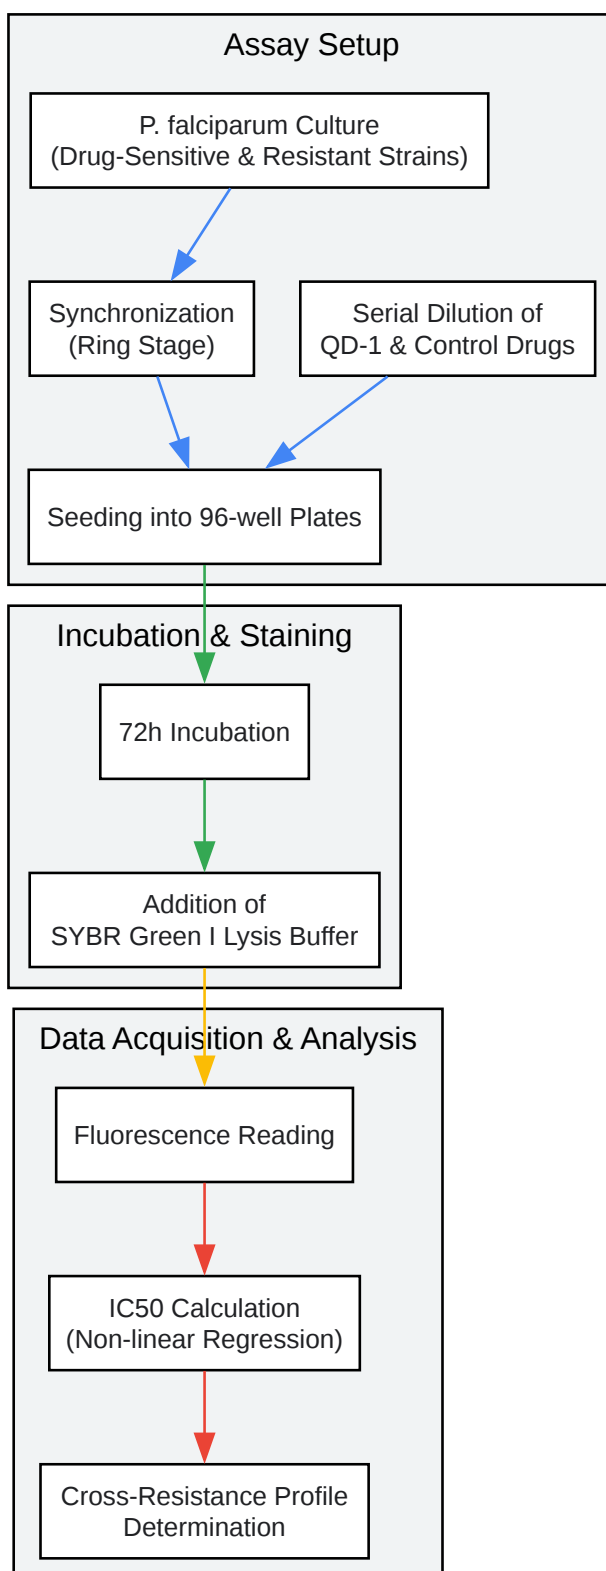 Assay Setup
P. falciparum Culture
(Drug-Sensitive & Resistant Strains)
Synchronization
(Ring Stage)
Serial Dilution of
QD-1 & Control Drugs
Seeding into 96-well Plates
Incubation & Staining
72h Incubation
Addition of
SYBR Green I Lysis Buffer
Data Acquisition & Analysis
Fluorescence Reading
IC50 Calculation
(Non-linear Regression)
Cross-Resistance Profile
Determination